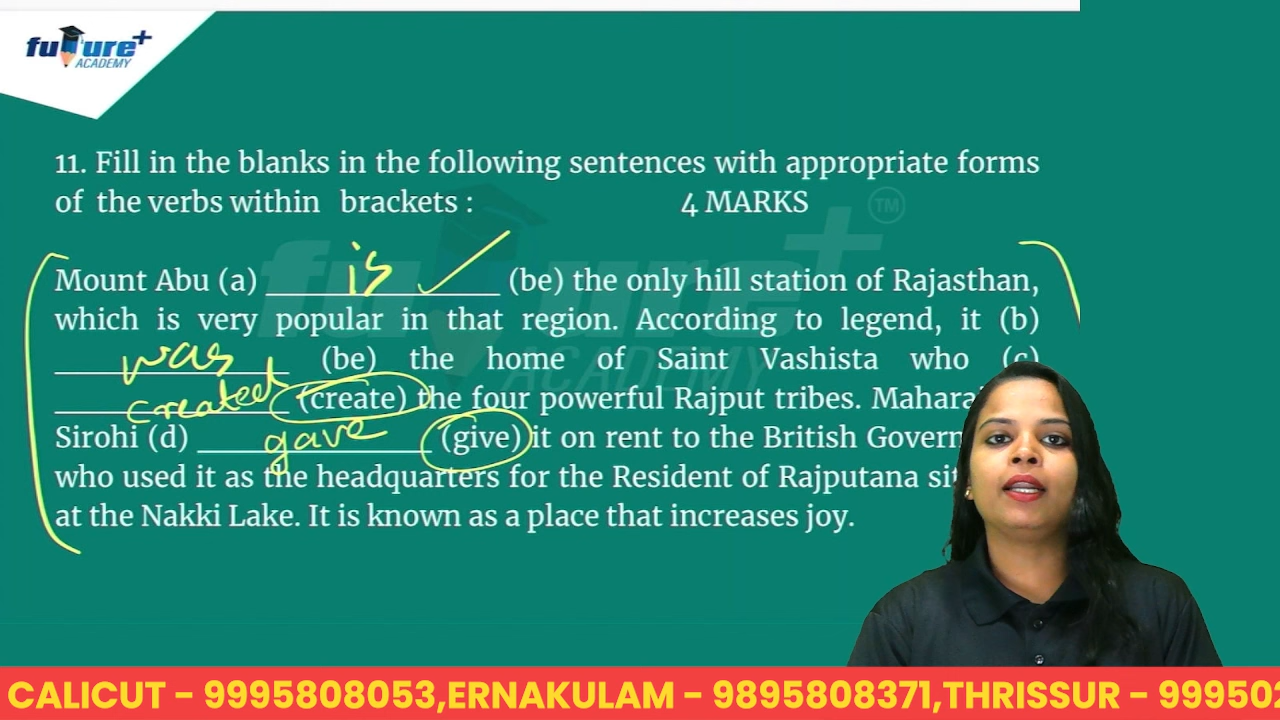 future+
ACADEMY
11. Fill in the blanks in the following sentences with appropriate forms
of the verbs within brackets : 4 MARKS
Mount Abu (a) is (be) the only hill station of Rajasthan,
which is very popular in that region. According to legend, it (b)
was (be) the home of Saint Vashista who (c)
created (create) the four powerful Rajput tribes.
Sirohi (d) gave (give) it on rent to the British
who used it as the headquarters for the Resident of Rajputana
at the Nakki Lake. It is known as a place that increases joy.
future+ TM
ACADEMY
CALICUT - 9995808053,ERNAKULAM - 9895808371,THRISSUR -